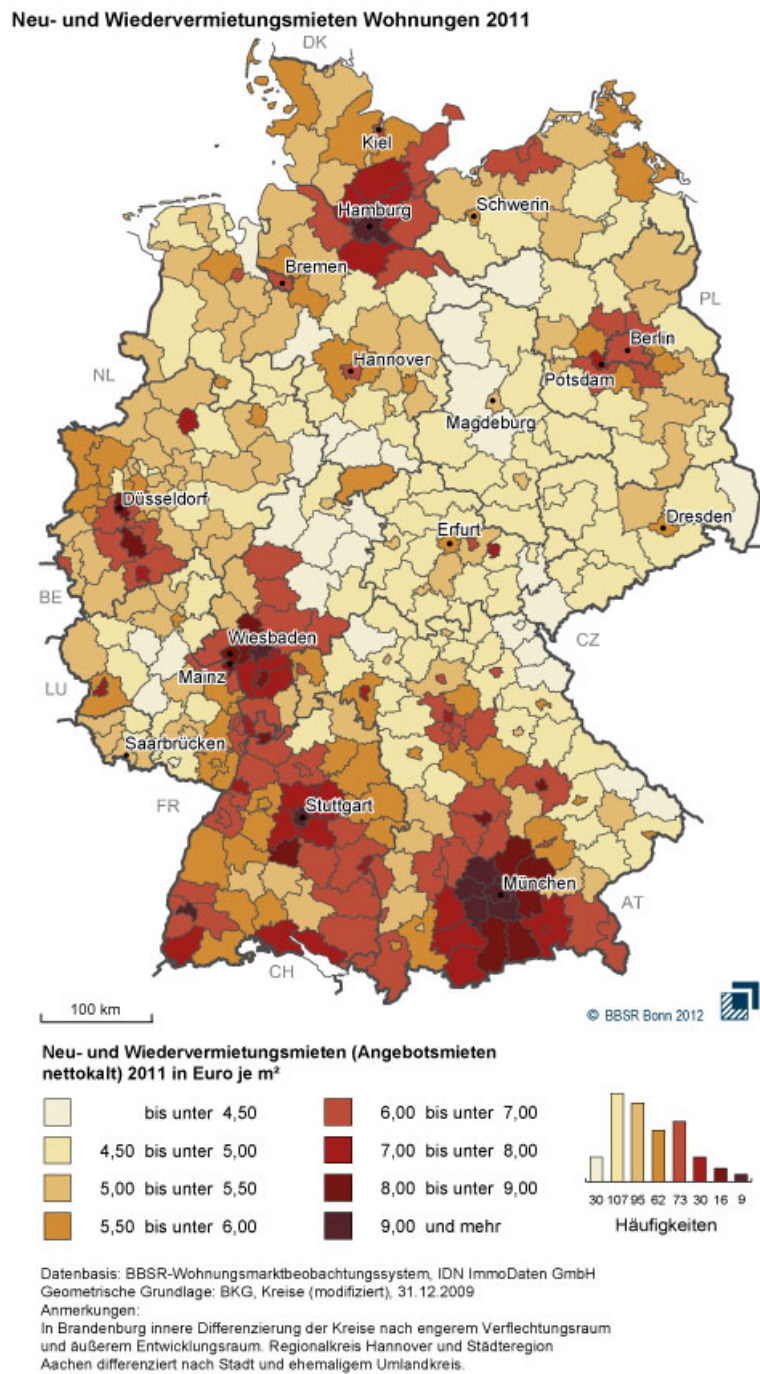 Neu- und Wiedervermietungsmieten Wohnungen 2011
DK
Kiel
Hamburg
Schwerin
Bremen
PL
Berlin
Hannover
NL
Potsdam
Magdeburg
Düsseldorf
Dresden
Erfurt
BE
Wiesbaden
CZ
Mainz
LU
Saarbrücken
FR
Stuttgart
München
AT
CH
100 km
© BBSR Bonn 2012
Neu- und Wiedervermietungsmieten (Angebotsmieten
nettokalt) 2011 in Euro je m²
bis unter 4,50
4,50 bis unter 5,00
5,00 bis unter 5,50
5,50 bis unter 6,00
6,00 bis unter 7,00
7,00 bis unter 8,00
8,00 bis unter 9,00
9,00 und mehr
30 107 95 62 73 30 16 9
Häufigkeiten
Datenbasis: BBSR-Wohnungsmarktbeobachtungssystem, IDN ImmoDaten GmbH
Geometrische Grundlage: BKG, Kreise (modifiziert), 31.12.2009
Anmerkungen:
In Brandenburg innere Differenzierung der Kreise nach engerem Verflechtungsraum
und äußerem Entwicklungsraum. Regionalkreis Hannover und Städteregion
Aachen differenziert nach Stadt und ehemaligem Umlandkreis.